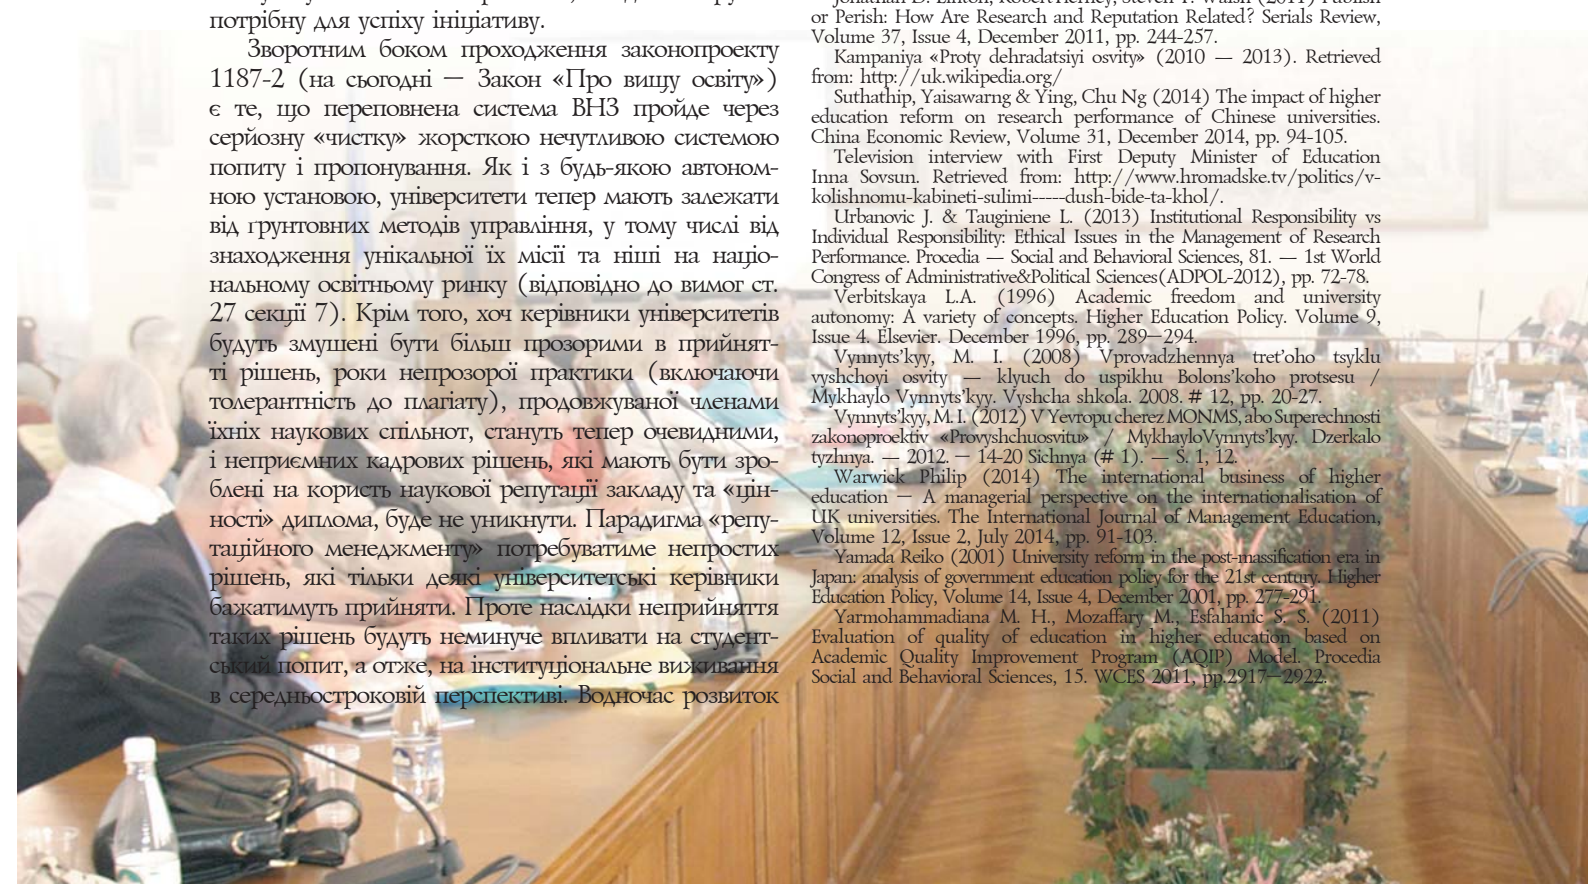 потрібну для успіху ініціативу.
Зворотним боком проходження законопроекту
1187-2 (на сьогодні — Закон «Про вищу освіту»)
є те, що переповнена система ВНЗ пройде через
серйозну «чистку» жорсткою нечутливою системою
попиту і пропонування. Як і з будь-якою автоном-
ною установою, університети тепер мають залежати
від ґрунтовних методів управління, у тому числі від
знаходження унікальної їх місії та ніші на націо-
нальному освітньому ринку (відповідно до вимог ст.
27 секції 7). Крім того, хоч керівники університетів
будуть змушені бути більш прозорими в прийнят-
ті рішень, роки непрозорої практики (включаючи
толерантність до плагіату), продовжуваної членами
їхніх наукових спільнот, стануть тепер очевидними,
і неприємних кадрових рішень, які мають бути зро-
блені на користь наукової репутації закладу та «цін-
ності» диплома, буде не уникнути. Парадигма «репу-
таційного менеджменту» потребуватиме непростих
рішень, які тільки деякі університетські керівники
бажатимуть прийняти. Проте наслідки неприйняття
таких рішень будуть неминуче впливати на студент-
ський попит, а отже, на інституціональне виживання
в середньостроковій перспективі. Водночас розвиток
or Perish: How Are Research and Reputation Related? Serials Review,
Volume 37, Issue 4, December 2011, pp. 244-257.
Kampaniya «Proty dehradatsiyi osvity» (2010 — 2013). Retrieved
from: http://uk.wikipedia.org/
Suthathip, Yaisawarng & Ying, Chu Ng (2014) The impact of higher
education reform on research performance of Chinese universities.
China Economic Review, Volume 31, December 2014, pp. 94-105.
Television interview with First Deputy Minister of Education
Inna Sovsun. Retrieved from: http://www.hromadske.tv/politics/v-
kolishnomu-kabineti-sulimi-----dush-bide-ta-khol/.
Urbanovic J. & Tauginiene L. (2013) Institutional Responsibility vs
Individual Responsibility: Ethical Issues in the Management of Research
Performance. Procedia — Social and Behavioral Sciences, 81. — 1st World
Congress of Administrative&Political Sciences(ADPOL-2012), pp. 72-78.
Verbitskaya L.A. (1996) Academic freedom and university
autonomy: A variety of concepts. Higher Education Policy. Volume 9,
Issue 4. Elsevier. December 1996, pp. 289—294.
Vynnyts'kyy, M. I. (2008) Vprovadzhennya tret'oho tsyklu
vyshchoyi osvity — klyuch do uspikhu Bolons'koho protsesu /
Mykhaylo Vynnyts'kyy. Vyshcha shkola. 2008. # 12, pp. 20-27.
Vynnyts'kyy, M. I. (2012) V Yevropu cherez MONMS, abo Superechnosti
zakonoproektiv «Provyshchuosvitu» / MykhayloVynnyts'kyy. Dzerkalo
tyzhnya. — 2012. — 14-20 Sichnya (# 1). — S. 1, 12.
Warwick Philip (2014) The international business of higher
education — A managerial perspective on the internationalisation of
UK universities. The International Journal of Management Education,
Volume 12, Issue 2, July 2014, pp. 91-103.
Yamada Reiko (2001) University reform in the post-massification era in
Japan: analysis of government education policy for the 21st century. Higher
Education Policy, Volume 14, Issue 4, December 2001, pp. 277-291.
Yarmohammadiana M. H., Mozaffary M., Esfahanic S. S. (2011)
Evaluation of quality of education in higher education based on
Academic Quality Improvement Program (AQIP) Model. Procedia
Social and Behavioral Sciences, 15. WCES 2011, pp.2917—2922.